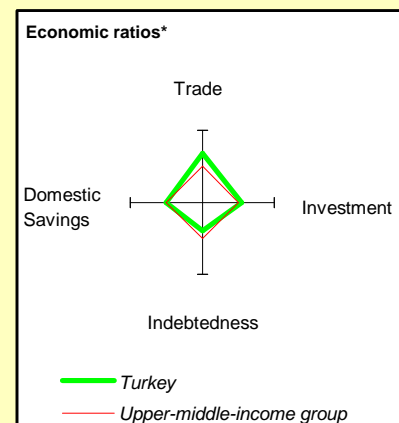 Economic ratios*
Trade
Domestic
Savings
Investment
Indebtedness
Turkey
Upper-middle-income group